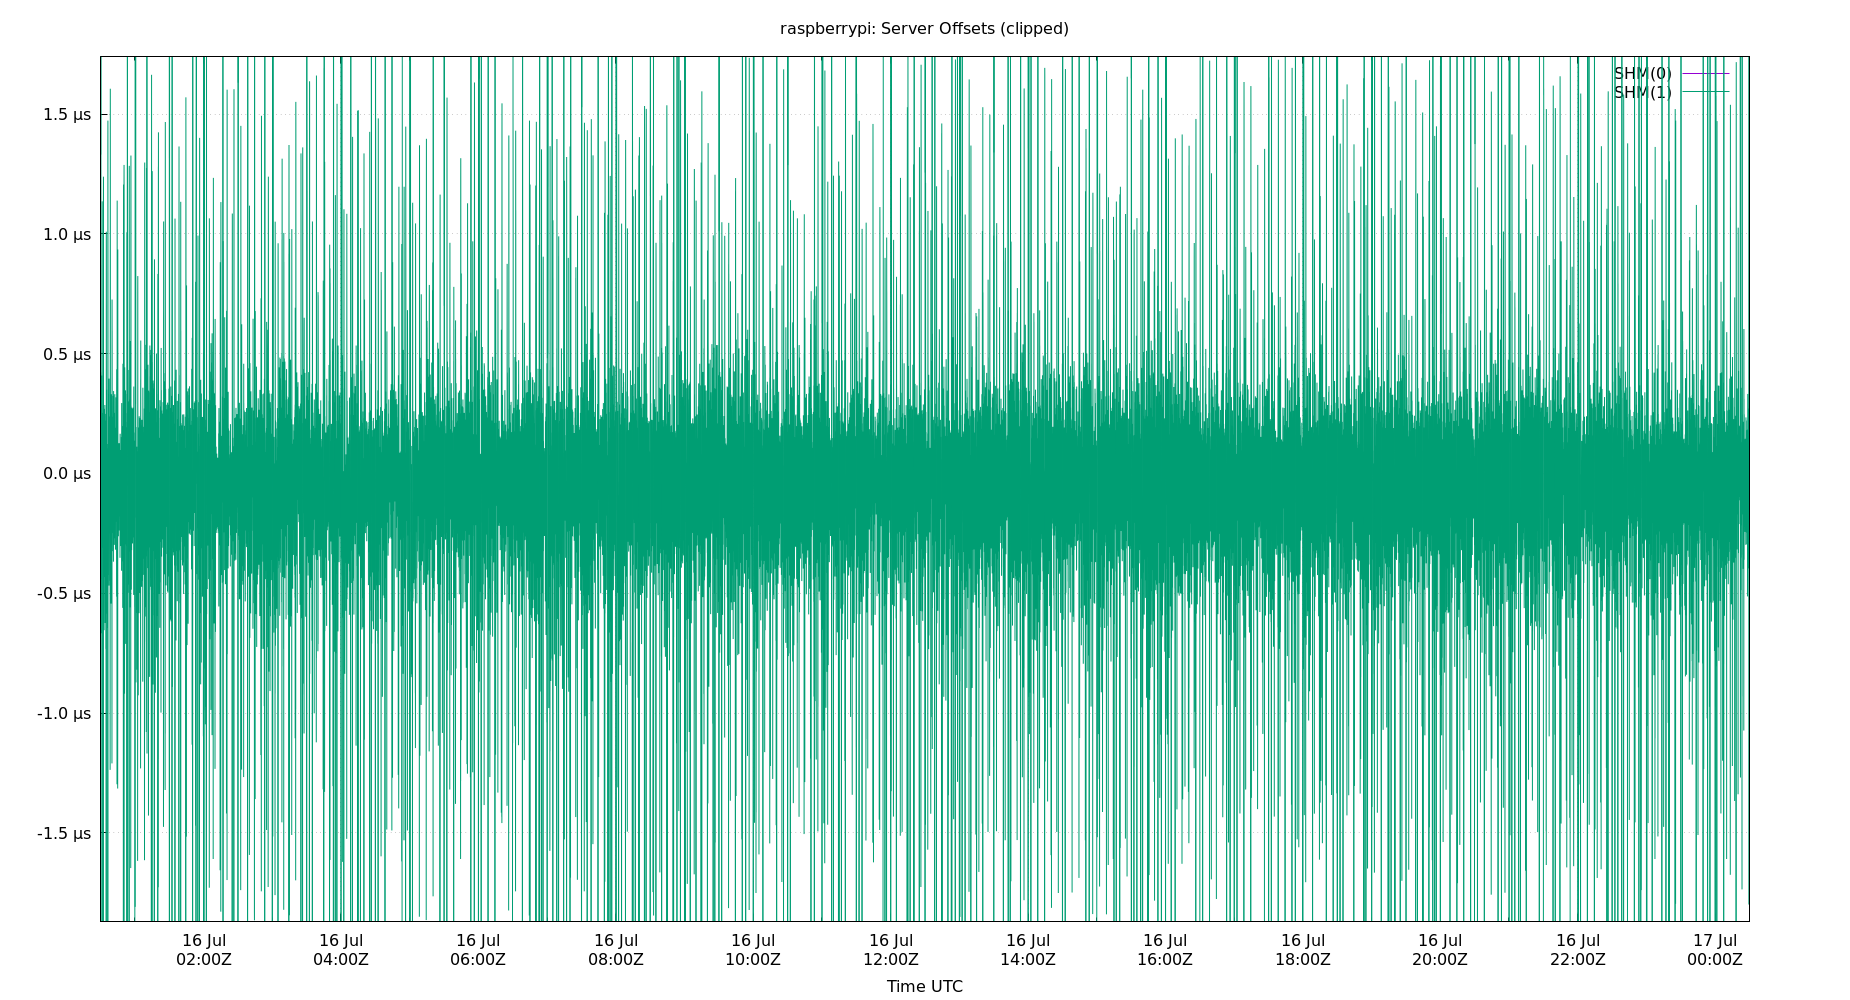 raspberrypi: Server Offsets (clipped)
SHM(0)
SHM(1)
1.5 µs
1.0 µs
0.5 µs
0.0 µs
-0.5 µs
-1.0 µs
-1.5 µs
16 Jul 16 Jul 16 Jul 16 Jul 16 Jul 16 Jul 16 Jul 16 Jul 16 Jul 16 Jul 16 Jul 17 Jul
02:00Z 04:00Z 06:00Z 08:00Z 10:00Z 12:00Z 14:00Z 16:00Z 18:00Z 20:00Z 22:00Z 00:00Z
Time UTC